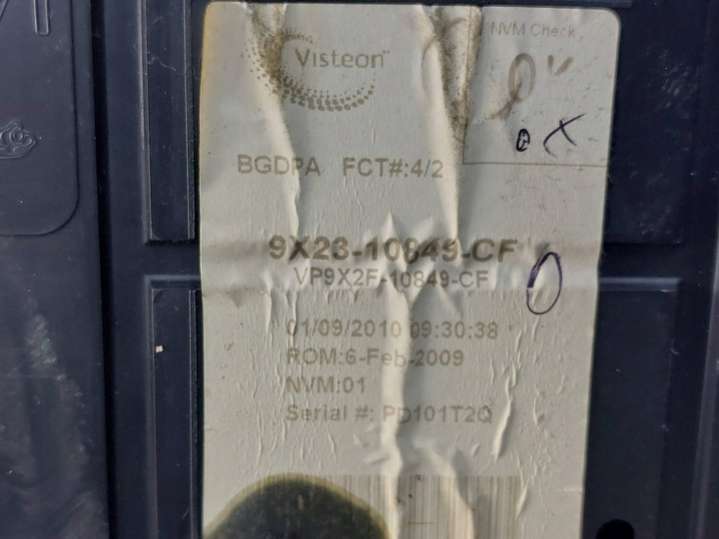 Visteon™
NVM Check
BGDPA FCT#:4/2
9X23-10849-CF
VP9X2F-10849-CF
01/09/2010 09:30:38
ROM:6-Feb-2009
NVM:01
Serial #: PD101T2Q